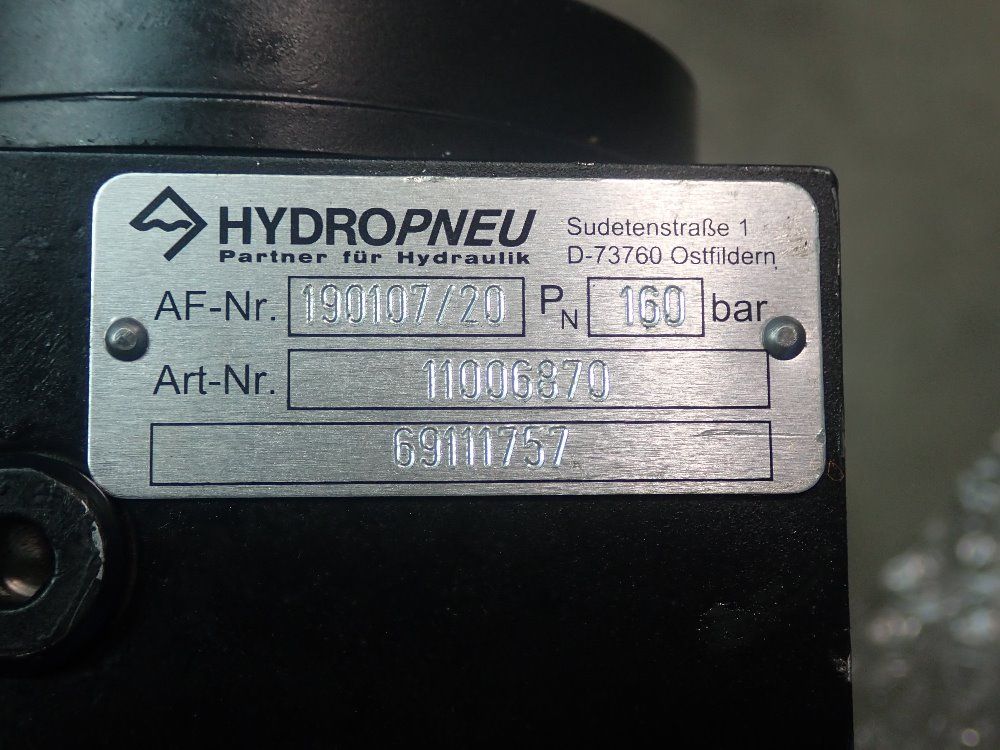 HYDROPNEU
Partner für Hydraulik
Sudetenstraße 1
D-73760 Ostfildern
AF-Nr. 190107/20 PN 160 bar
Art-Nr. 11006870
69111757